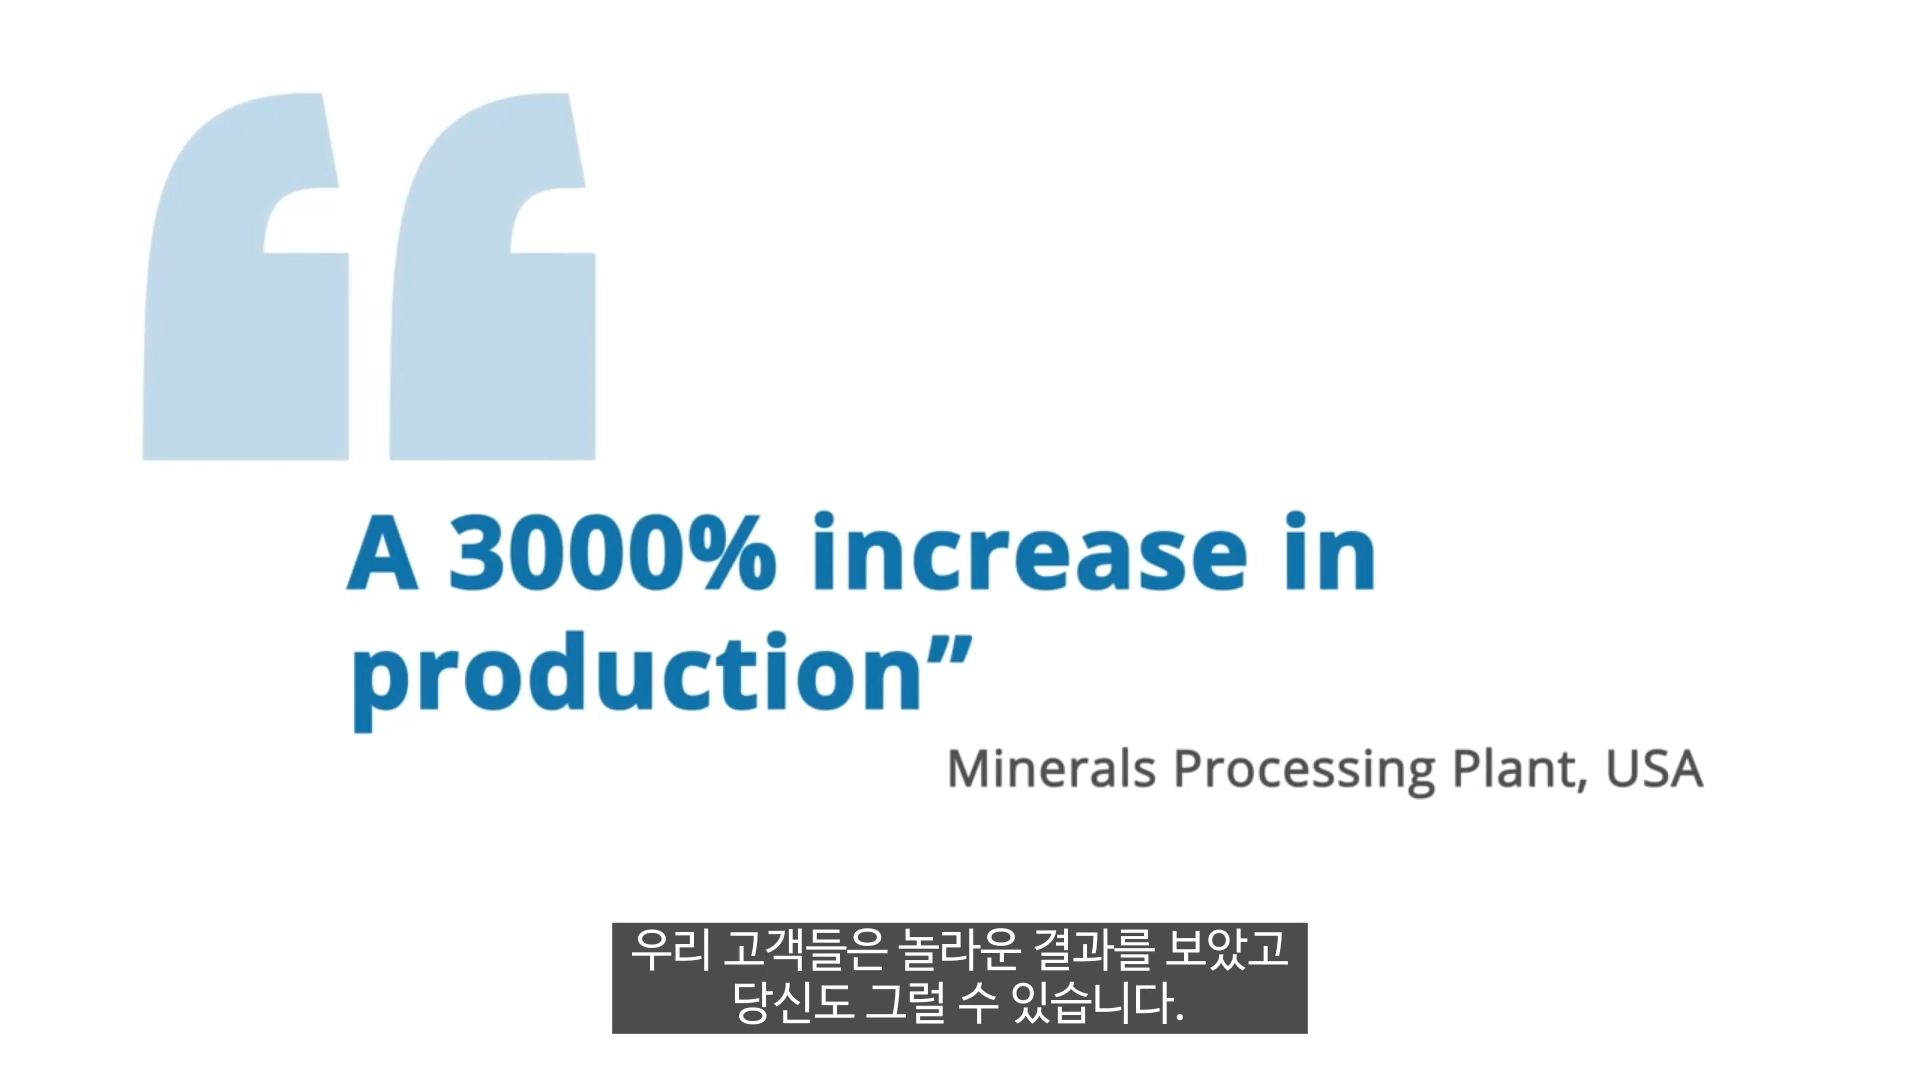 “
A 3000% increase in
production”
Minerals Processing Plant, USA
우리 고객들은 놀라운 결과를 보았고
당신도 그럴 수 있습니다.